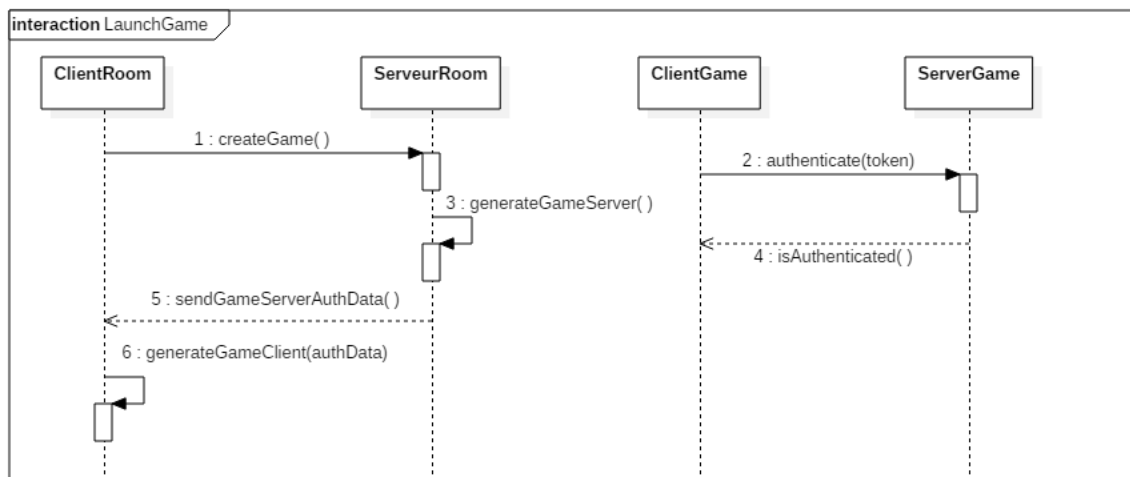 interaction LaunchGame
ClientRoom
ServeurRoom
ClientGame
ServerGame
1 : createGame( )
2 : authenticate(token)
3 : generateGameServer( )
4 : isAuthenticated( )
5 : sendGameServerAuthData( )
6 : generateGameClient(authData)